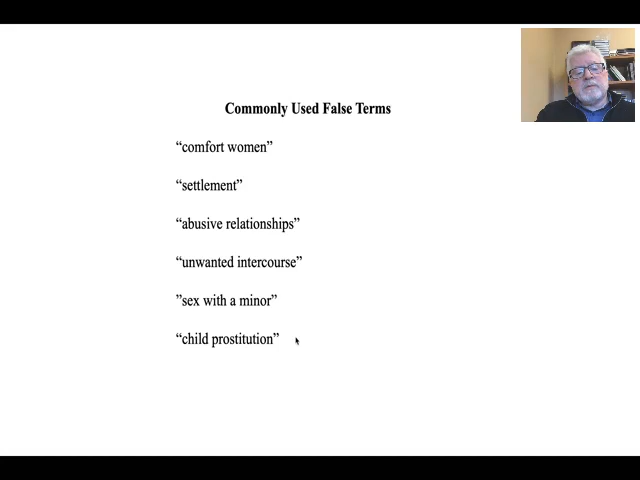 Commonly Used False Terms
“comfort women”
“settlement”
“abusive relationships”
“unwanted intercourse”
”sex with a minor”
“child prostitution”